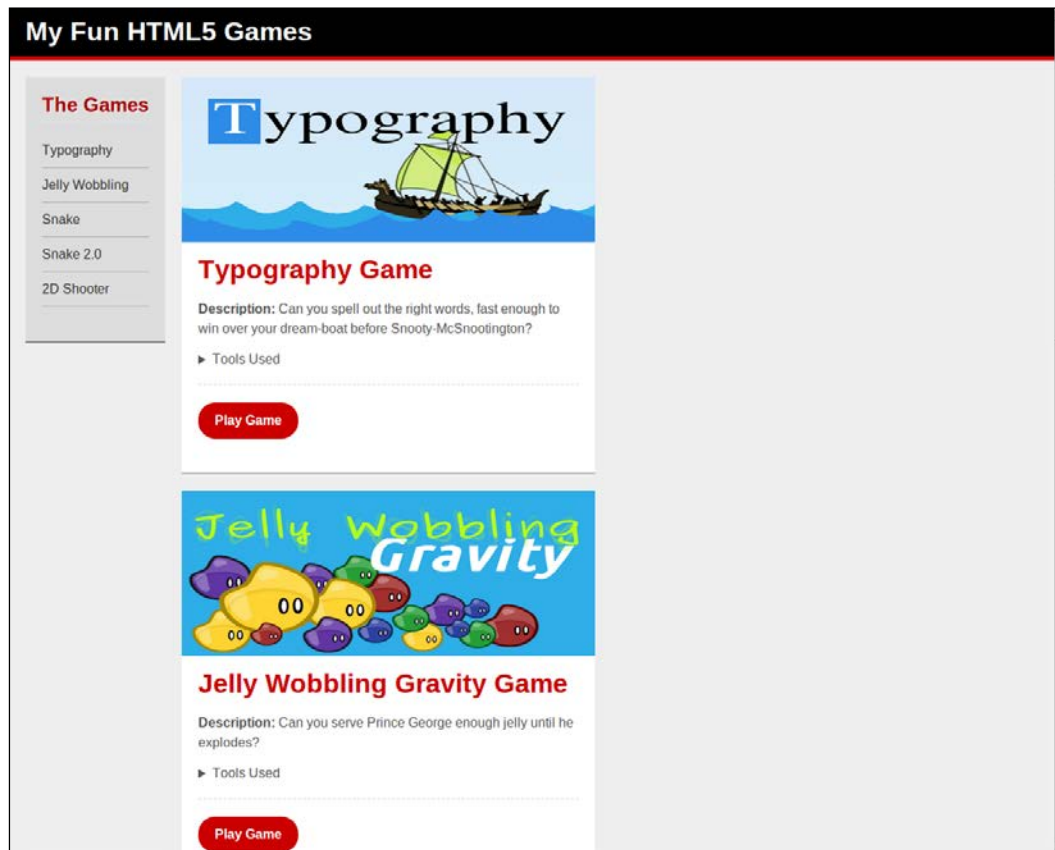 My Fun HTML5 Games
The Games
Typography
Jelly Wobbling
Snake
Snake 2.0
2D Shooter
Typography
Typography Game
Description: Can you spell out the right words, fast enough to
win over your dream-boat before Snooty-McSnootington?
Tools Used
Play Game
Jelly Wobbling
Gravity
Jelly Wobbling Gravity Game
Description: Can you serve Prince George enough jelly until he
explodes?
Tools Used
Play Game